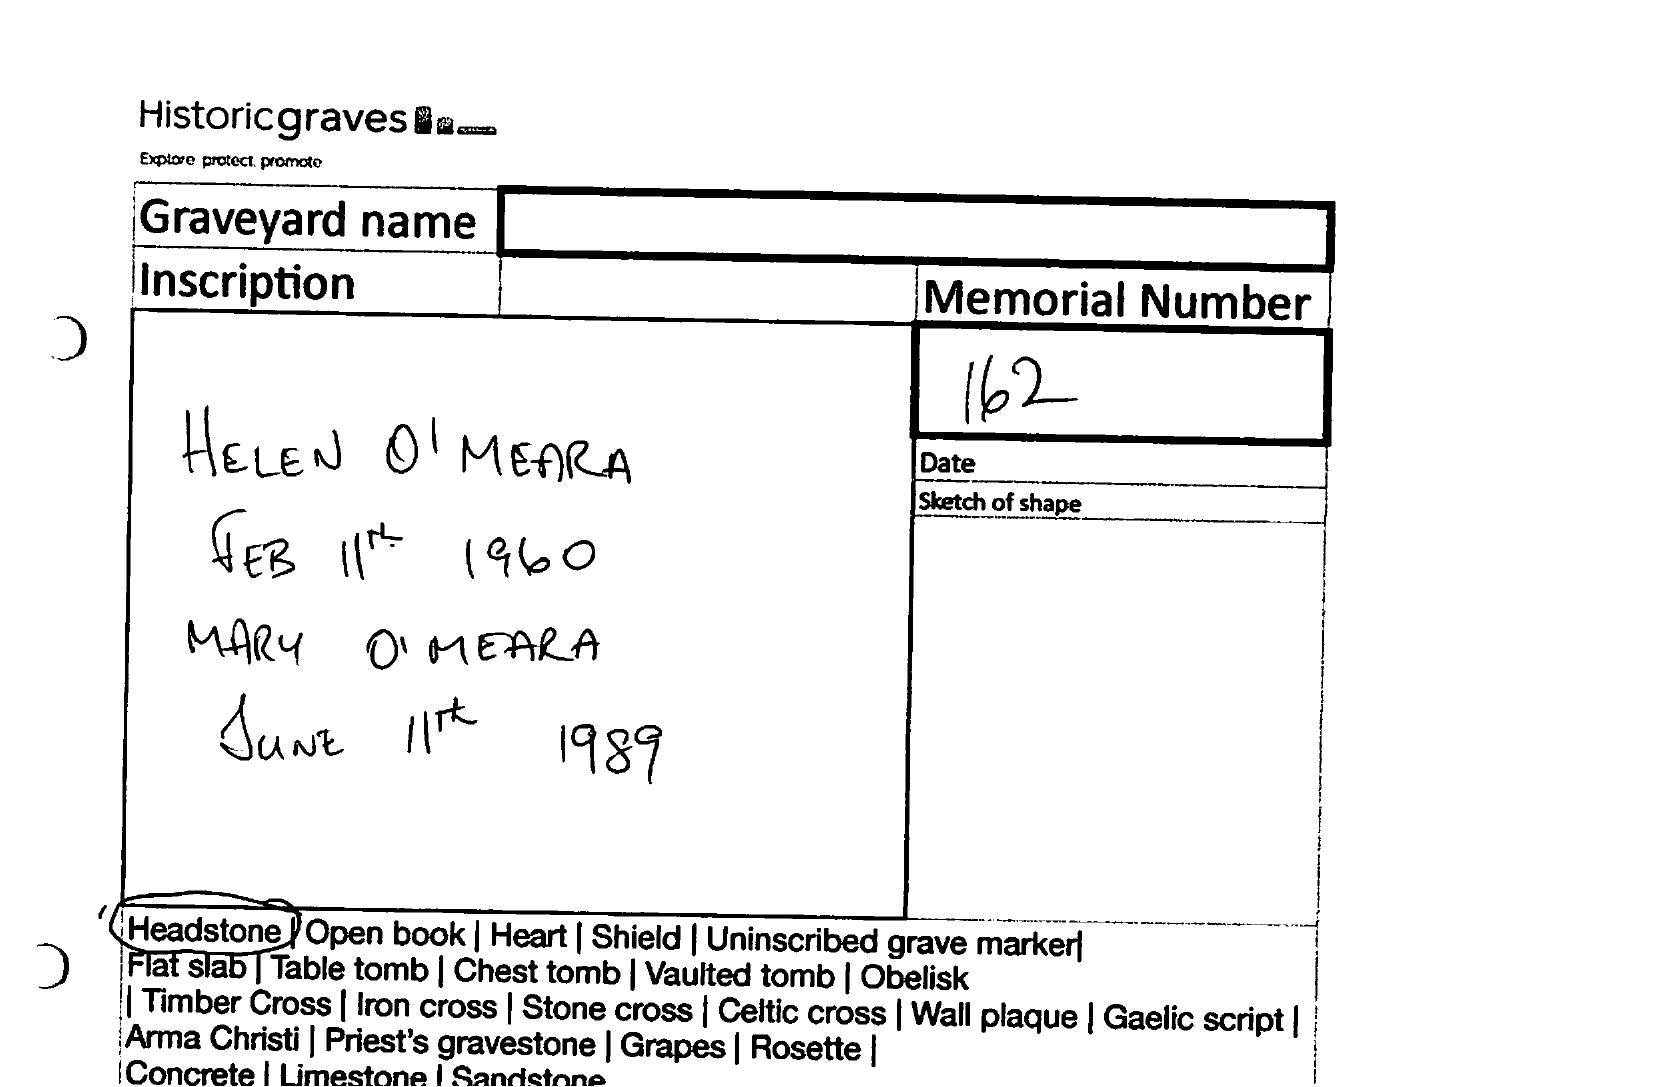 Historicgraves
Explore protect promote
Graveyard name
Inscription
Memorial Number
162
HELEN O'MEARA
FEB 11th 1960
MARY O'MEARA
JUNE 11th 1989
Date
Sketch of shape
Headstone | Open book | Heart | Shield | Uninscribed grave marker|
Flat slab | Table tomb | Chest tomb | Vaulted tomb | Obelisk
| Timber Cross | Iron cross | Stone cross | Celtic cross | Wall plaque | Gaelic script |
Arma Christi | Priest's gravestone | Grapes | Rosette |
Concrete | Limestone | Sandstone